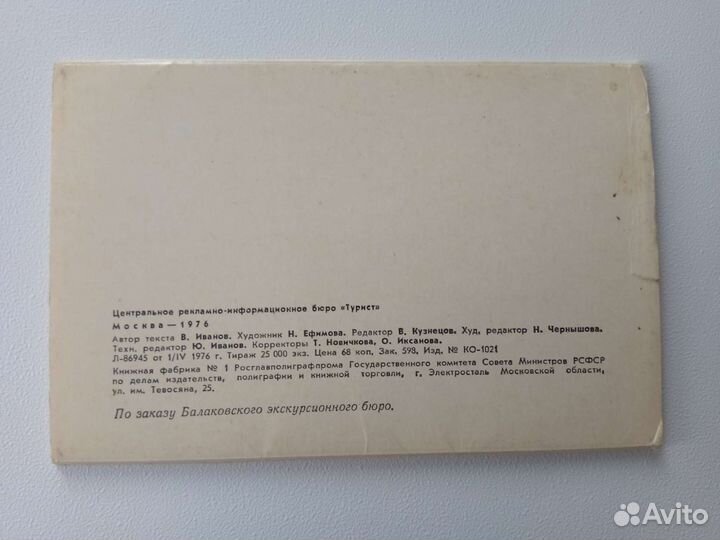 Центральное рекламно-информационное бюро «Турист»
Москва — 1976
Автор текста В. Иванов. Художник Н. Ефимова. Редактор В. Кузнецов. Худ. редактор Н. Чернышова.
Техн. редактор Ю. Иванов. Корректоры Т. Новичкова, О. Иксанова.
Л-86945 от 1/IV 1976 г. Тираж 25 000 экз. Цена 68 коп. Зак. 598. Изд. № КО-1021
Книжная фабрика № 1 Росглавполиграфпрома Государственного комитета Совета Министров РСФСР
по делам издательств, полиграфии и книжной торговли, г. Электросталь Московской области,
ул. им. Тевосяна, 25.
По заказу Балаковского экскурсионного бюро.
Avito